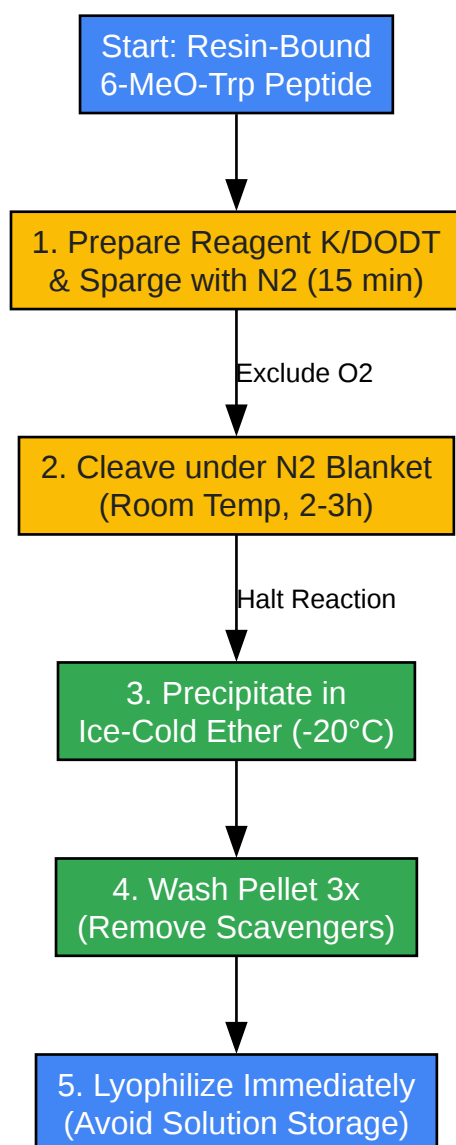 Start: Resin-Bound
6-MeO-Trp Peptide
1. Prepare Reagent K/DODT
& Sparge with N2 (15 min)
Exclude O2
2. Cleave under N2 Blanket
(Room Temp, 2-3h)
Halt Reaction
3. Precipitate in
Ice-Cold Ether (-20°C)
4. Wash Pellet 3x
(Remove Scavengers)
5. Lyophilize Immediately
(Avoid Solution Storage)